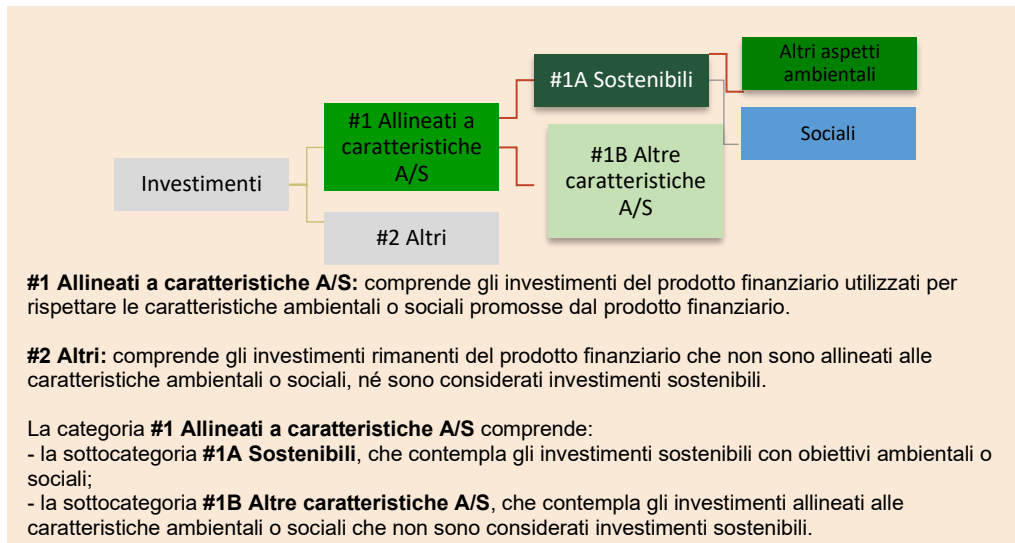 Altri aspetti
ambientali
#1A Sostenibili
#1 Allineati a
caratteristiche
A/S
Sociali
#1B Altre
caratteristiche
A/S
Investimenti
#2 Altri
#1 Allineati a caratteristiche A/S: comprende gli investimenti del prodotto finanziario utilizzati per
rispettare le caratteristiche ambientali o sociali promosse dal prodotto finanziario.
#2 Altri: comprende gli investimenti rimanenti del prodotto finanziario che non sono allineati alle
caratteristiche ambientali o sociali, né sono considerati investimenti sostenibili.
La categoria #1 Allineati a caratteristiche A/S comprende:
- la sottocategoria #1A Sostenibili, che contempla gli investimenti sostenibili con obiettivi ambientali o
sociali;
- la sottocategoria #1B Altre caratteristiche A/S, che contempla gli investimenti allineati alle
caratteristiche ambientali o sociali che non sono considerati investimenti sostenibili.